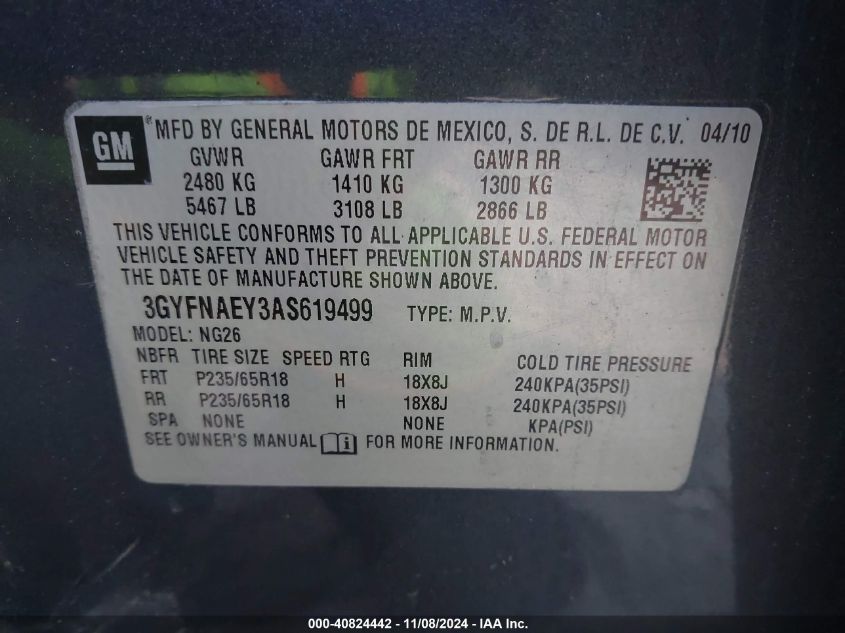 GM ® MFD BY GENERAL MOTORS DE MEXICO, S. DE R.L. DE C.V. 04/10
GVWR GAWR FRT GAWR RR
2480 KG 1410 KG 1300 KG
5467 LB 3108 LB 2866 LB
THIS VEHICLE CONFORMS TO ALL APPLICABLE U.S. FEDERAL MOTOR
VEHICLE SAFETY AND THEFT PREVENTION STANDARDS IN EFFECT ON
THE DATE OF MANUFACTURE SHOWN ABOVE.
3GYFNAEY3AS619499 TYPE: M.P.V.
MODEL: NG26
NBFR TIRE SIZE SPEED RTG RIM COLD TIRE PRESSURE
FRT P235/65R18 H 18X8J 240KPA(35PSI)
RR P235/65R18 H 18X8J 240KPA(35PSI)
SPA NONE NONE KPA(PSI)
SEE OWNER'S MANUAL FOR MORE INFORMATION.
000-40824442 - 11/08/2024 - IAA Inc.